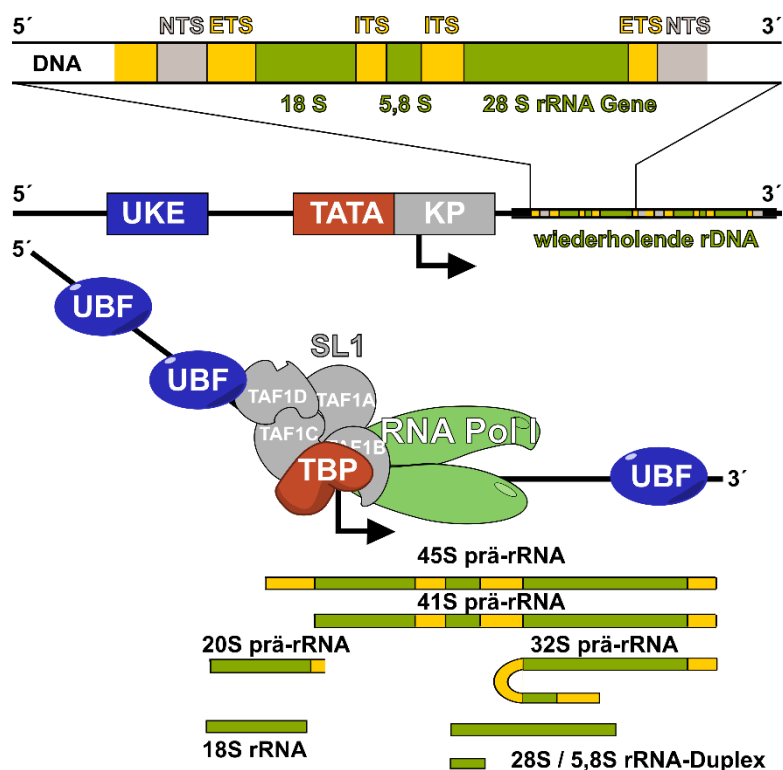 5´ NTS ETS ITS ITS ETS NTS 3´
DNA
18 S 5,8 S 28 S rRNA Gene
5´ 3´
UKE TATA KP
wiederholende rDNA
5´
UBF
SL1
UBF
TAF1D TAF1A
TAF1C TAF1B RNA Pol I
TBP UBF 3´
45S prä-rRNA
41S prä-rRNA
20S prä-rRNA 32S prä-rRNA
18S rRNA
28S / 5,8S rRNA-Duplex